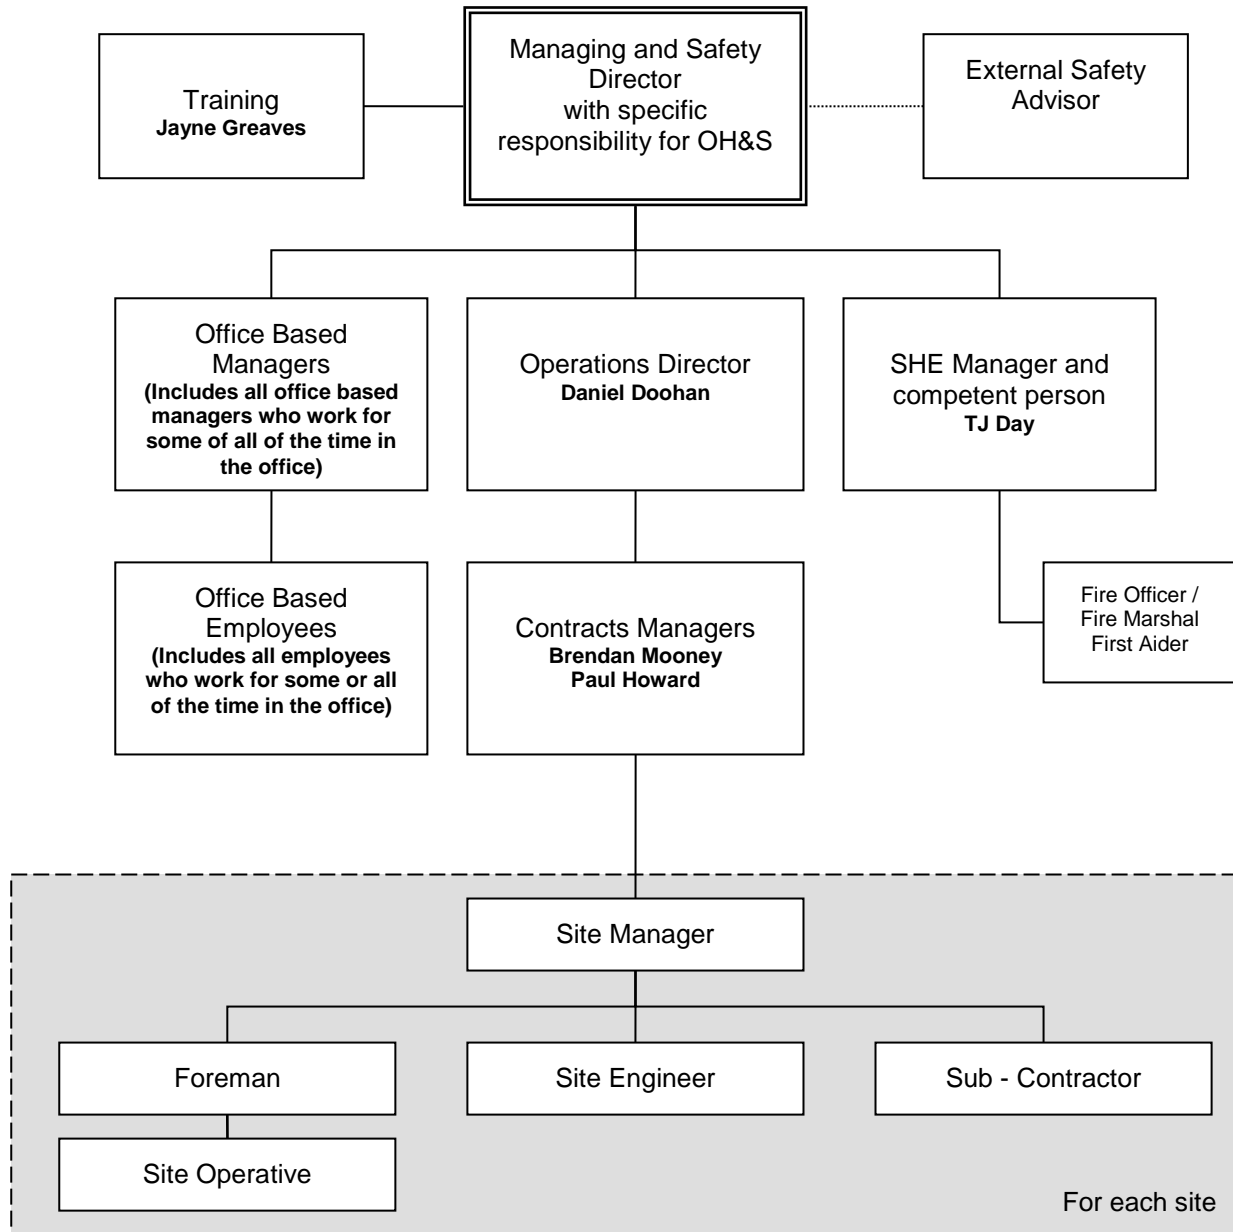 Training
Jayne Greaves
Managing and Safety
Director
with specific
responsibility for OH&S
External Safety
Advisor
Office Based
Managers
(Includes all office based
managers who work for
some of all of the time in
the office)
Operations Director
Daniel Doohan
SHE Manager and
competent person
TJ Day
Office Based
Employees
(Includes all employees
who work for some or all
of the time in the office)
Contracts Managers
Brendan Mooney
Paul Howard
Fire Officer /
Fire Marshal
First Aider
Site Manager
Foreman
Site Engineer
Sub - Contractor
Site Operative
For each site